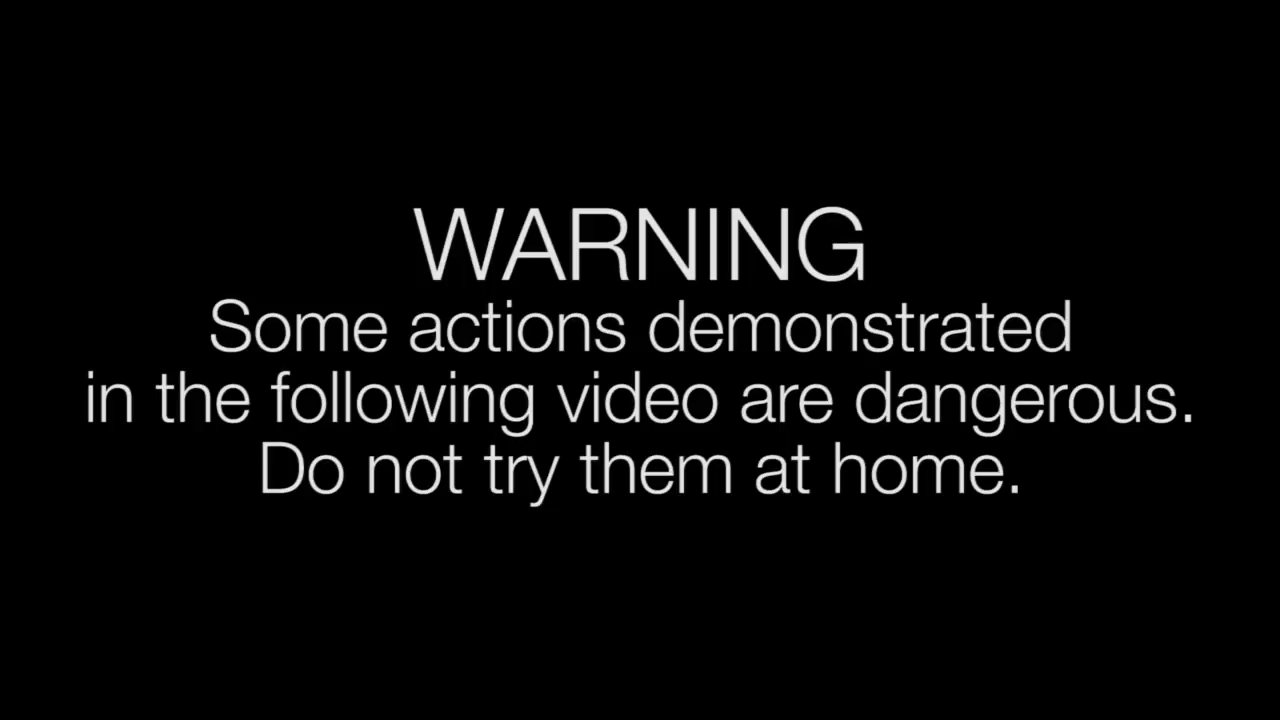 WARNING
Some actions demonstrated
in the following video are dangerous.
Do not try them at home.